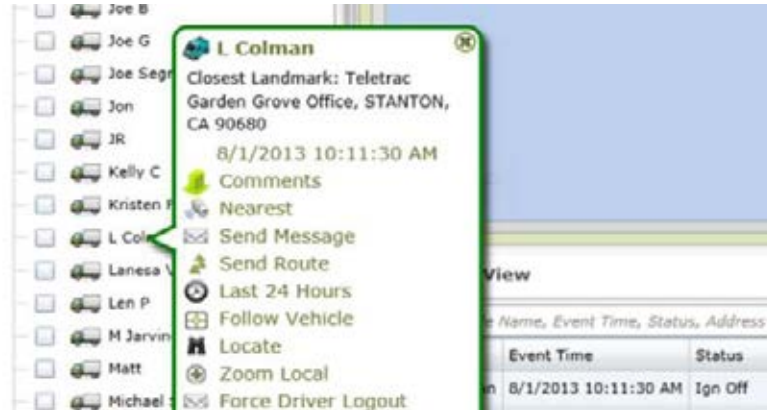 Joe B
Joe G
Joe Segr
Jon
JR
Kelly C
Kristen
L Col
Lanesa
Len P
M Jarvin
Matt
Michael
L Colman
Closest Landmark: Teletrac
Garden Grove Office, STANTON,
CA 90680
8/1/2013 10:11:30 AM
Comments
Nearest
Send Message
Send Route
Last 24 Hours
Follow Vehicle
Locate
Zoom Local
Force Driver Logout
View
Name, Event Time, Status, Address
Event Time Status
8/1/2013 10:11:30 AM Ign Off